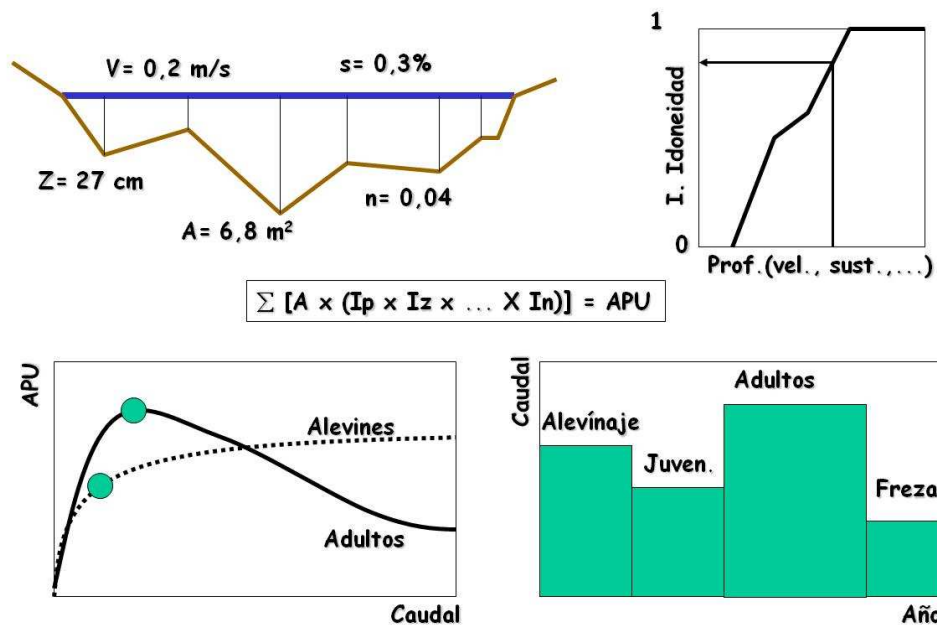 V= 0,2 m/s
s= 0,3%
Z= 27 cm
n= 0,04
A= 6,8 m²
1
I. Idoneidad
0
Prof.(vel., sust.,...)
∑ [A x (Ip x Iz x ... X In)] = APU
APU
Alevines
Adultos
Caudal
Caudal
Adultos
Alevínaje
Juven.
Freza
Año